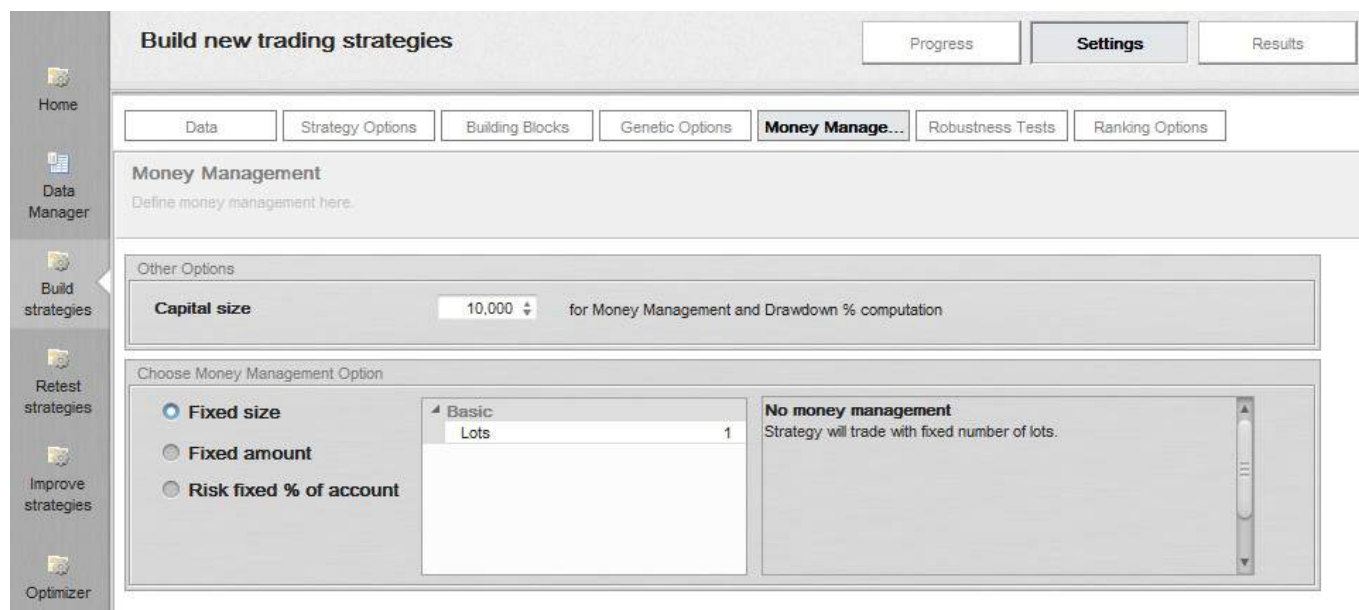 Build new trading strategies
Progress
Settings
Results
Home
Data
Manager
Build
strategies
Retest
strategies
Improve
strategies
Optimizer
Data
Strategy Options
Building Blocks
Genetic Options
Money Manage...
Robustness Tests
Ranking Options
Money Management
Define money management here.
Other Options
Capital size 10,000 for Money Management and Drawdown % computation
Choose Money Management Option
Fixed size
Fixed amount
Risk fixed % of account
Basic
Lots 1
No money management
Strategy will trade with fixed number of lots.